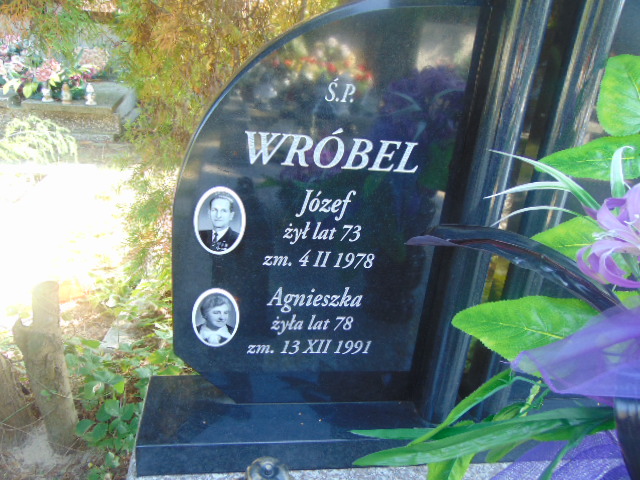 Ś.P.
WRÓBEL
Józef
żył lat 73
zm. 4 II 1978
Agnieszka
żyła lat 78
zm. 13 XII 1991